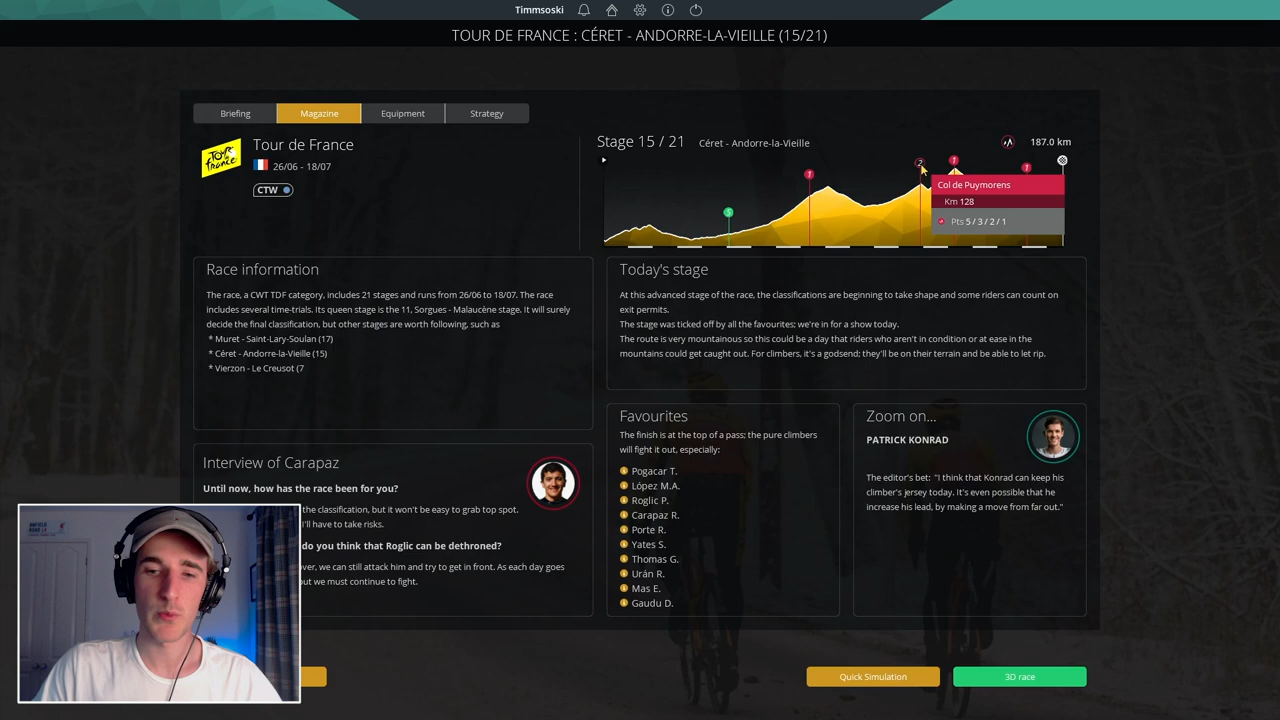 Timmsoski
TOUR DE FRANCE : CÉRET - ANDORRE-LA-VIEILLE (15/21)
Briefing
Magazine
Equipment
Strategy
TOUR
france
Tour de France
26/06 - 18/07
CTW
Stage 15 / 21
Céret - Andorre-la-Vieille
187.0 km
S
1
2
1
1
Col de Puymorens
Km 128
Pts 5 / 3 / 2 / 1
Race information
The race, a CWT TDF category, includes 21 stages and runs from 26/06 to 18/07. The race
includes several time-trials. Its queen stage is the 11, Sorgues - Malaucène stage. It will surely
decide the final classification, but other stages are worth following, such as
* Muret - Saint-Lary-Soulan (17)
* Céret - Andorre-la-Vieille (15)
* Vierzon - Le Creusot (7
Today's stage
At this advanced stage of the race, the classifications are beginning to take shape and some riders can count on
exit permits.
The stage was ticked off by all the favourites; we're in for a show today.
The route is very mountainous so this could be a day that riders who aren't in condition or at ease in the
mountains could get caught out. For climbers, it's a godsend; they'll be on their terrain and be able to let rip.
Interview of Carapaz
Until now, how has the race been for you?
the classification, but it won't be easy to grab top spot.
I'll have to take risks.
do you think that Roglic can be dethroned?
over, we can still attack him and try to get in front. As each day goes
but we must continue to fight.
Favourites
The finish is at the top of a pass; the pure climbers
will fight it out, especially:
Pogacar T.
López M.A.
Roglic P.
Carapaz R.
Porte R.
Yates S.
Thomas G.
Urán R.
Mas E.
Gaudu D.
Zoom on...
PATRICK KONRAD
The editor's bet: "I think that Konrad can keep his
climber's jersey today. It's even possible that he
increase his lead, by making a move from far out."
Quick Simulation
3D race